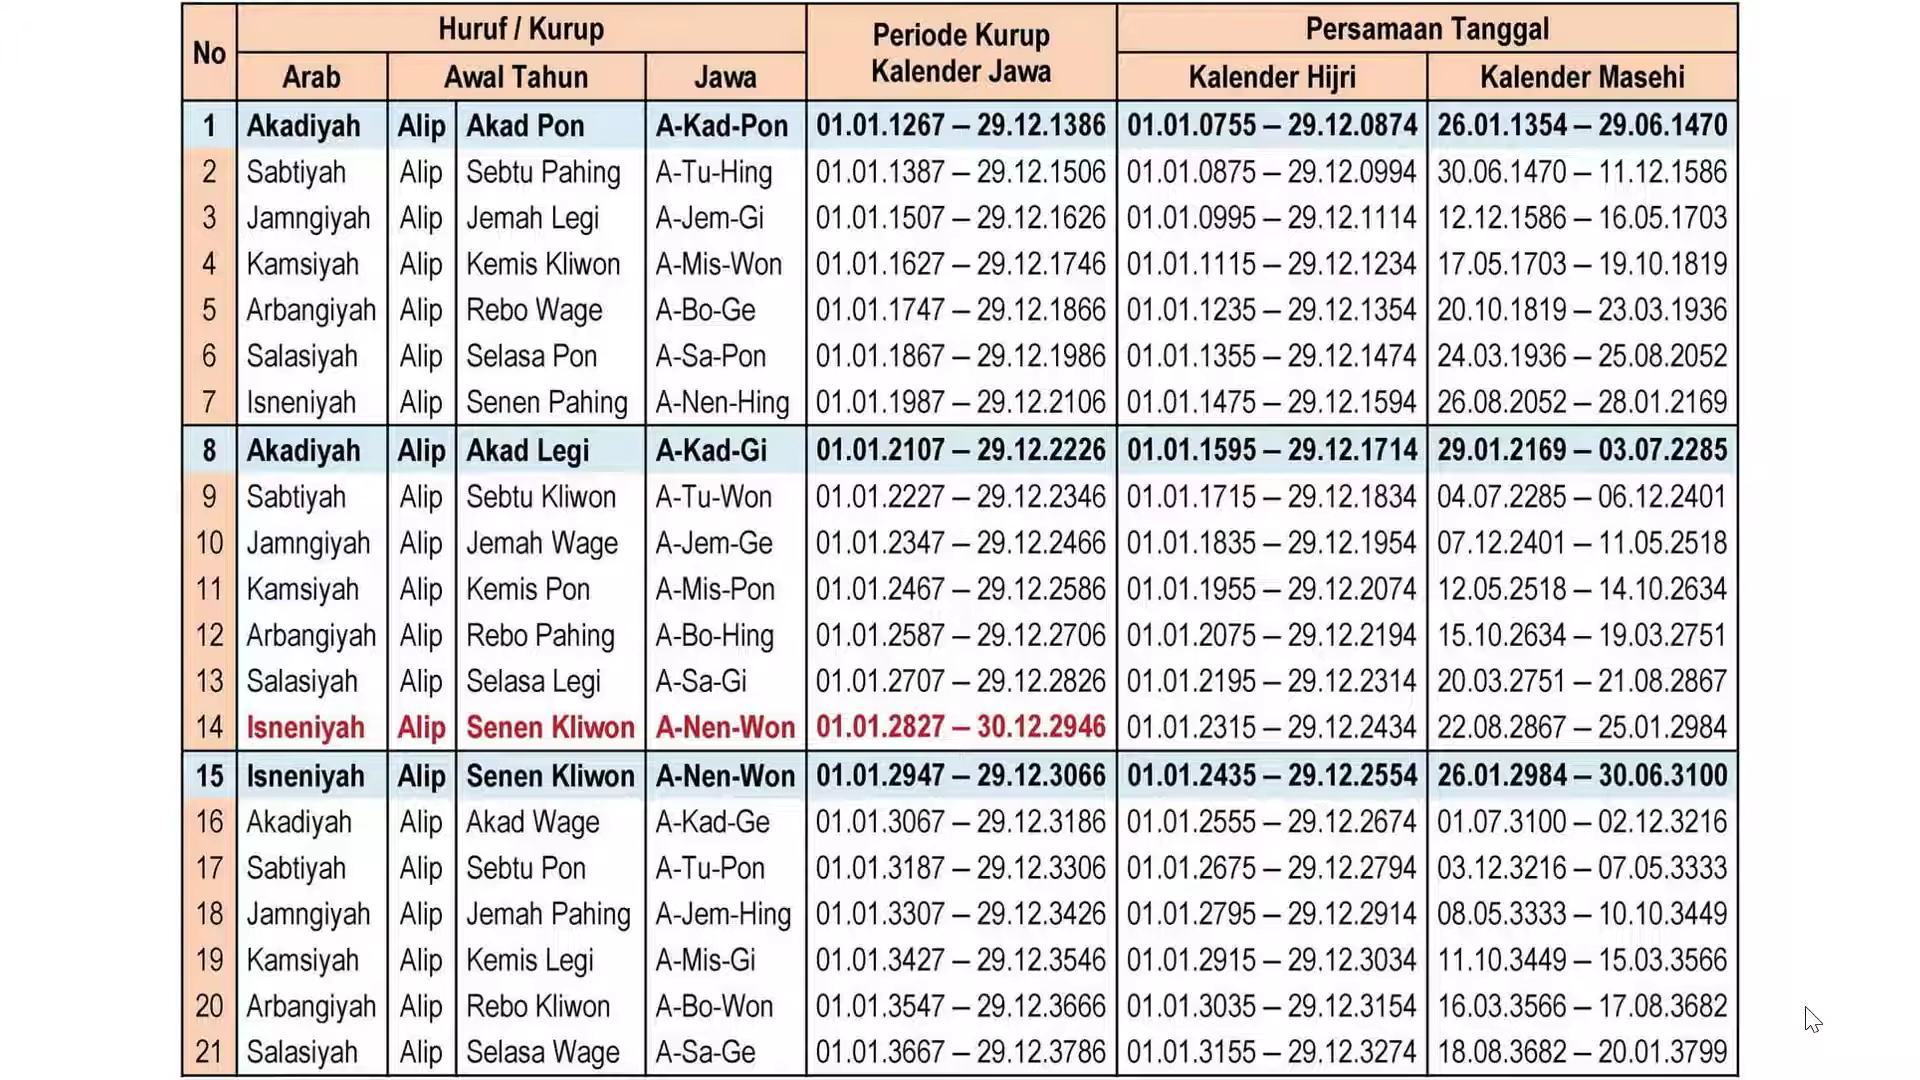 No Huruf / Kurup Periode Kurup Kalender Jawa Persamaan Tanggal
Arab Awal Tahun Jawa Kalender Hijri Kalender Masehi
1 Akadiyah Alip Akad Pon A-Kad-Pon 01.01.1267 – 29.12.1386 01.01.0755 – 29.12.0874 26.01.1354 – 29.06.1470
2 Sabtiyah Alip Sebtu Pahing A-Tu-Hing 01.01.1387 – 29.12.1506 01.01.0875 – 29.12.0994 30.06.1470 – 11.12.1586
3 Jamngiyah Alip Jemah Legi A-Jem-Gi 01.01.1507 – 29.12.1626 01.01.0995 – 29.12.1114 12.12.1586 – 16.05.1703
4 Kamsiyah Alip Kemis Kliwon A-Mis-Won 01.01.1627 – 29.12.1746 01.01.1115 – 29.12.1234 17.05.1703 – 19.10.1819
5 Arbangiyah Alip Rebo Wage A-Bo-Ge 01.01.1747 – 29.12.1866 01.01.1235 – 29.12.1354 20.10.1819 – 23.03.1936
6 Salasiyah Alip Selasa Pon A-Sa-Pon 01.01.1867 – 29.12.1986 01.01.1355 – 29.12.1474 24.03.1936 – 25.08.2052
7 Isneniyah Alip Senen Pahing A-Nen-Hing 01.01.1987 – 29.12.2106 01.01.1475 – 29.12.1594 26.08.2052 – 28.01.2169
8 Akadiyah Alip Akad Legi A-Kad-Gi 01.01.2107 – 29.12.2226 01.01.1595 – 29.12.1714 29.01.2169 – 03.07.2285
9 Sabtiyah Alip Sebtu Kliwon A-Tu-Won 01.01.2227 – 29.12.2346 01.01.1715 – 29.12.1834 04.07.2285 – 06.12.2401
10 Jamngiyah Alip Jemah Wage A-Jem-Ge 01.01.2347 – 29.12.2466 01.01.1835 – 29.12.1954 07.12.2401 – 11.05.2518
11 Kamsiyah Alip Kemis Pon A-Mis-Pon 01.01.2467 – 29.12.2586 01.01.1955 – 29.12.2074 12.05.2518 – 14.10.2634
12 Arbangiyah Alip Rebo Pahing A-Bo-Hing 01.01.2587 – 29.12.2706 01.01.2075 – 29.12.2194 15.10.2634 – 19.03.2751
13 Salasiyah Alip Selasa Legi A-Sa-Gi 01.01.2707 – 29.12.2826 01.01.2195 – 29.12.2314 20.03.2751 – 21.08.2867
14 Isneniyah Alip Senen Kliwon A-Nen-Won 01.01.2827 – 30.12.2946 01.01.2315 – 29.12.2434 22.08.2867 – 25.01.2984
15 Isneniyah Alip Senen Kliwon A-Nen-Won 01.01.2947 – 29.12.3066 01.01.2435 – 29.12.2554 26.01.2984 – 30.06.3100
16 Akadiyah Alip Akad Wage A-Kad-Ge 01.01.3067 – 29.12.3186 01.01.2555 – 29.12.2674 01.07.3100 – 02.12.3216
17 Sabtiyah Alip Sebtu Pon A-Tu-Pon 01.01.3187 – 29.12.3306 01.01.2675 – 29.12.2794 03.12.3216 – 07.05.3333
18 Jamngiyah Alip Jemah Pahing A-Jem-Hing 01.01.3307 – 29.12.3426 01.01.2795 – 29.12.2914 08.05.3333 – 10.10.3449
19 Kamsiyah Alip Kemis Legi A-Mis-Gi 01.01.3427 – 29.12.3546 01.01.2915 – 29.12.3034 11.10.3449 – 15.03.3566
20 Arbangiyah Alip Rebo Kliwon A-Bo-Won 01.01.3547 – 29.12.3666 01.01.3035 – 29.12.3154 16.03.3566 – 17.08.3682
21 Salasiyah Alip Selasa Wage A-Sa-Ge 01.01.3667 – 29.12.3786 01.01.3155 – 29.12.3274 18.08.3682 – 20.01.3799